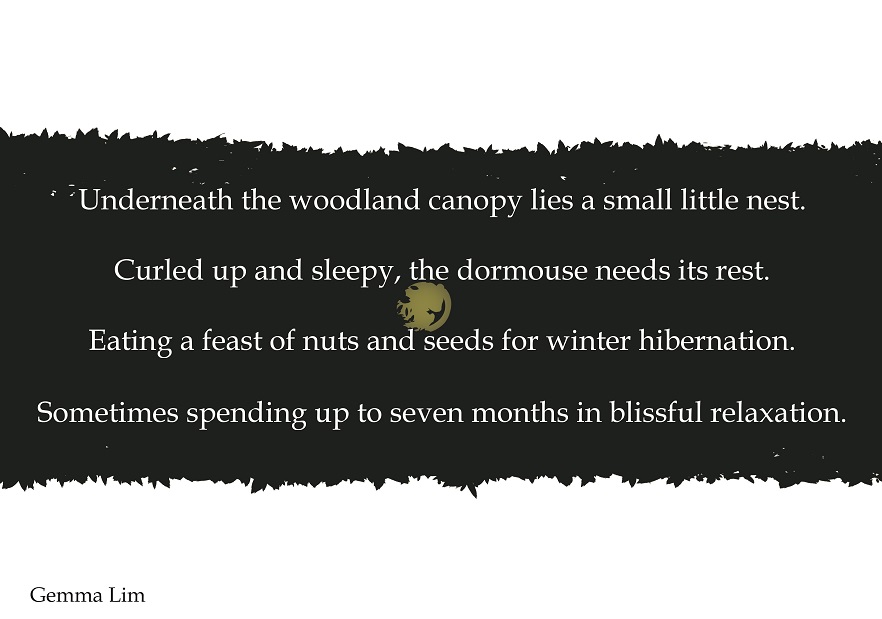 Underneath the woodland canopy lies a small little nest.
Curled up and sleepy, the dormouse needs its rest.
Eating a feast of nuts and seeds for winter hibernation.
Sometimes spending up to seven months in blissful relaxation.
Gemma Lim